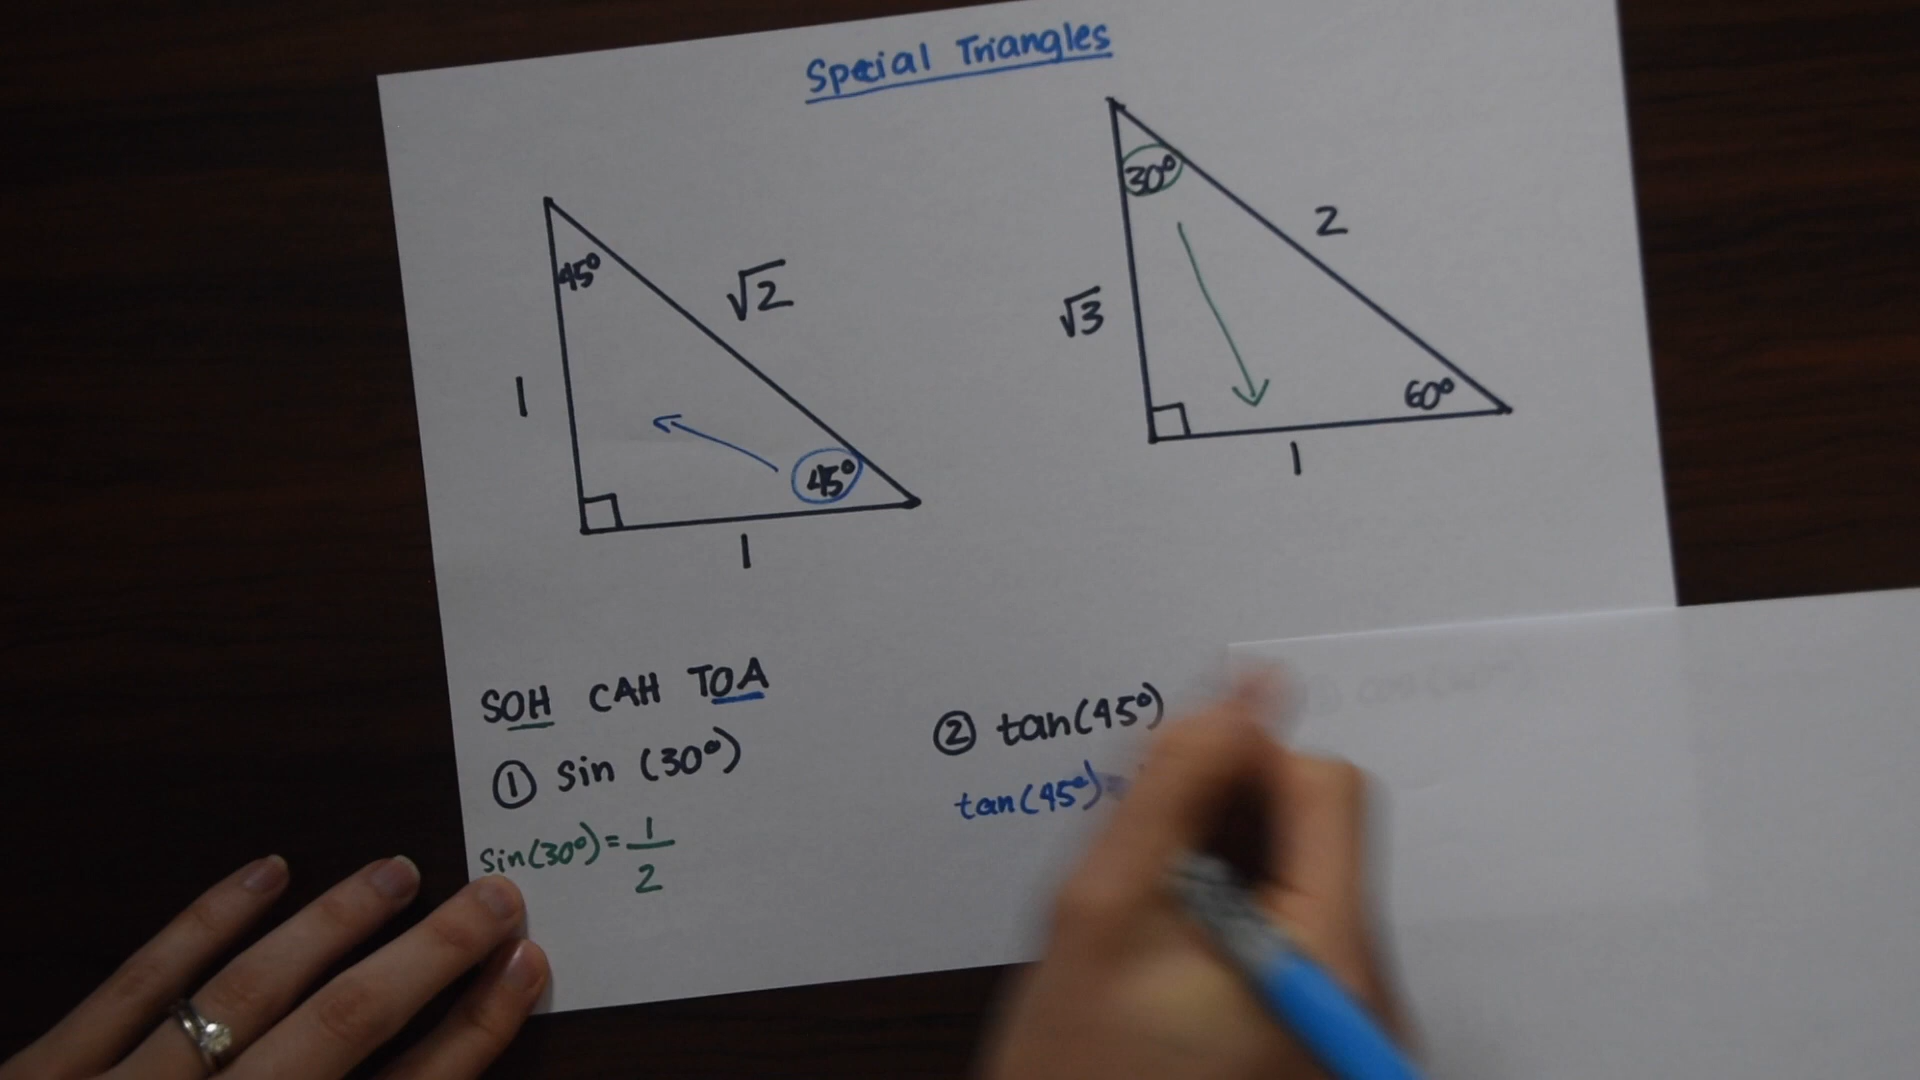 Special Triangles
45°
√2
1
45°
1
30°
2
√3
60°
1
SOH CAH TOA
① sin (30°)
sin(30°) = 1
2
② tan(45°)
tan(45°) =